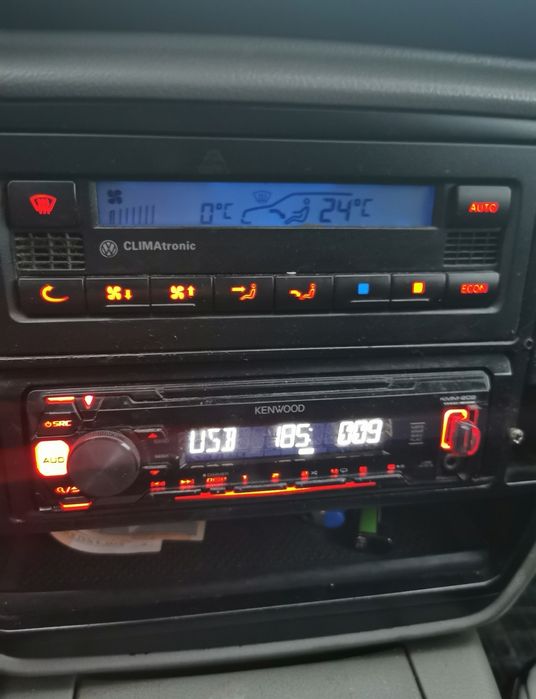 0°C 24°C
AUTO
CLIMAtronic
ECON
KENWOOD
SRC
USB 185 009
AUD